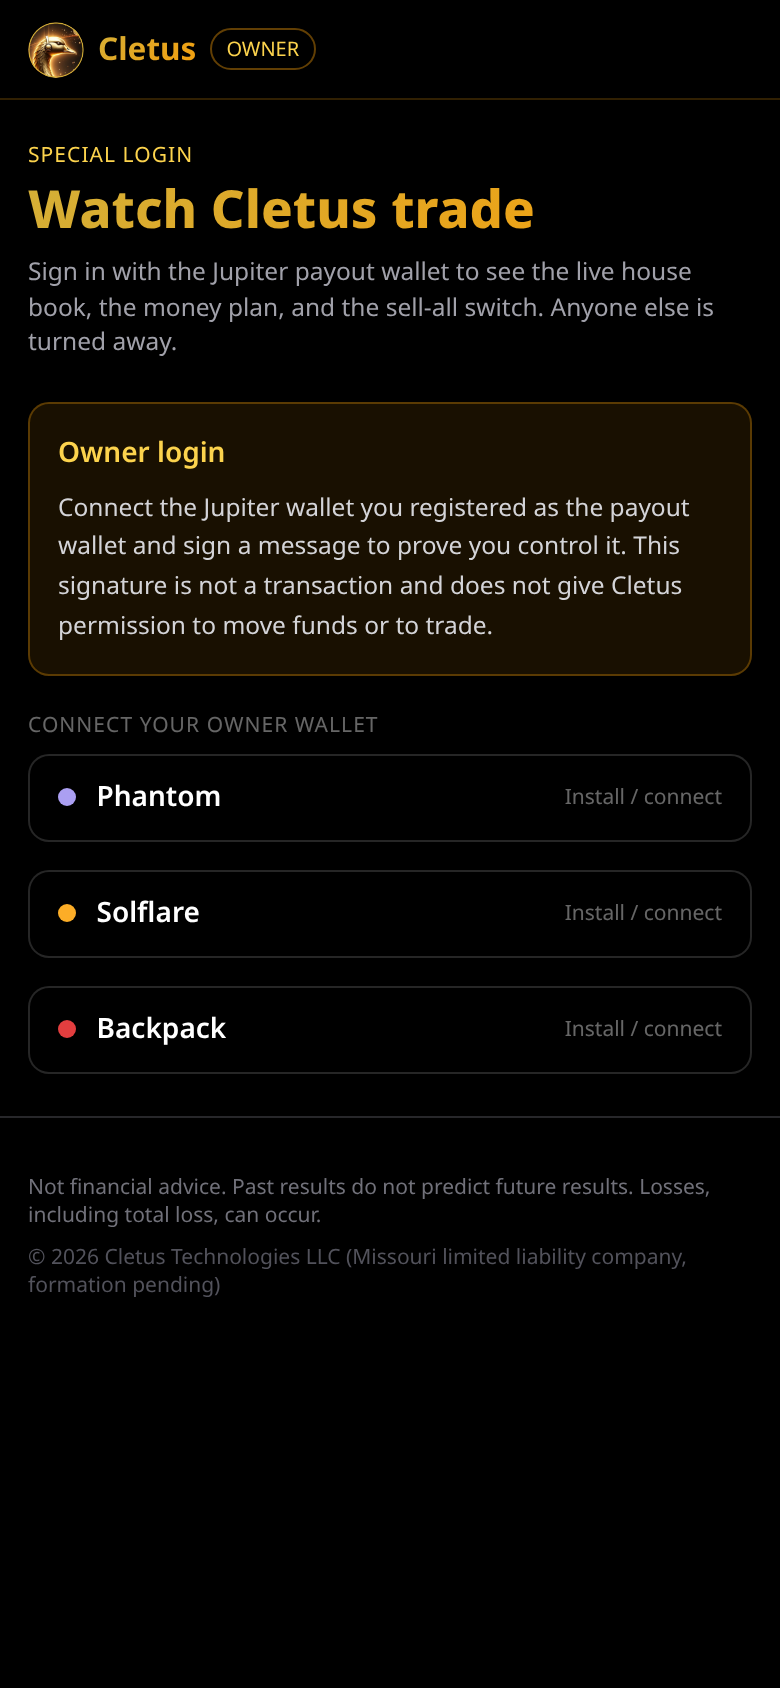 Cletus OWNER
SPECIAL LOGIN
Watch Cletus trade
Sign in with the Jupiter payout wallet to see the live house
book, the money plan, and the sell-all switch. Anyone else is
turned away.
Owner login
Connect the Jupiter wallet you registered as the payout
wallet and sign a message to prove you control it. This
signature is not a transaction and does not give Cletus
permission to move funds or to trade.
CONNECT YOUR OWNER WALLET
Phantom Install / connect
Solflare Install / connect
Backpack Install / connect
Not financial advice. Past results do not predict future results. Losses,
including total loss, can occur.
© 2026 Cletus Technologies LLC (Missouri limited liability company,
formation pending)